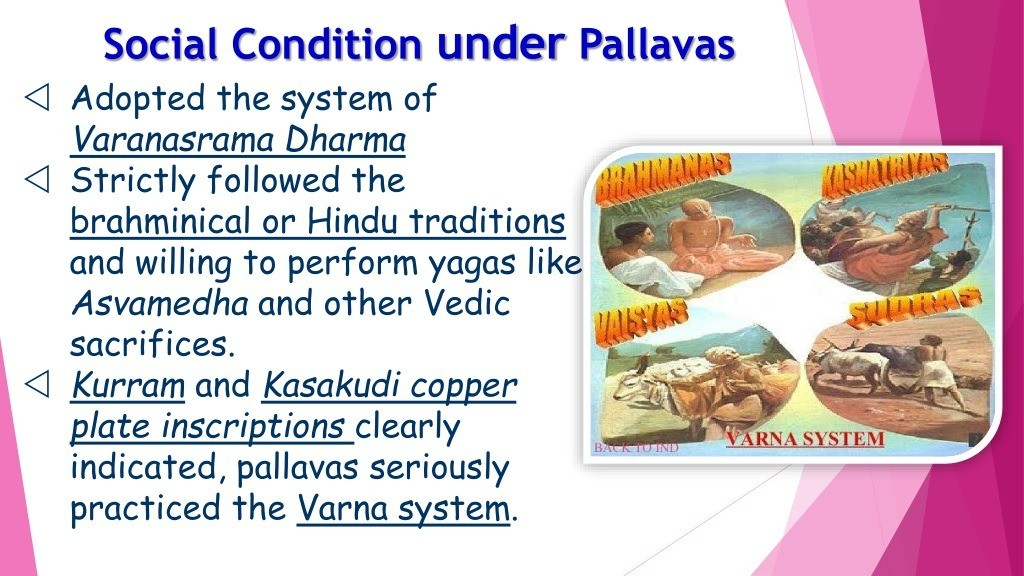 Social Condition under Pallavas
Adopted the system of
Varanasrama Dharma
Strictly followed the
brahminical or Hindu traditions
and willing to perform yagas like
Asvamedha and other Vedic
sacrifices.
Kurram and Kasakudi copper
plate inscriptions clearly
indicated, pallavas seriously
practiced the Varna system.
BRAHMANAS
KASHATRIYAS
VAISYAS
SUDRAS
VARNA SYSTEM
BACK TO IND